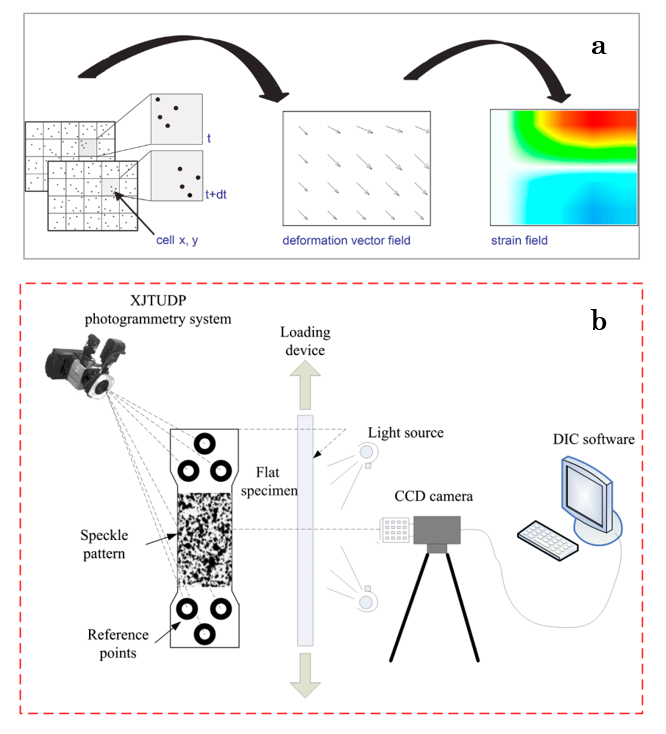 a
t
t+dt
cell x, y
deformation vector field
strain field
b
XJTUDP
photogrammetry system
Loading
device
Light source
DIC software
Flat
specimen
CCD camera
Speckle
pattern
Reference
points